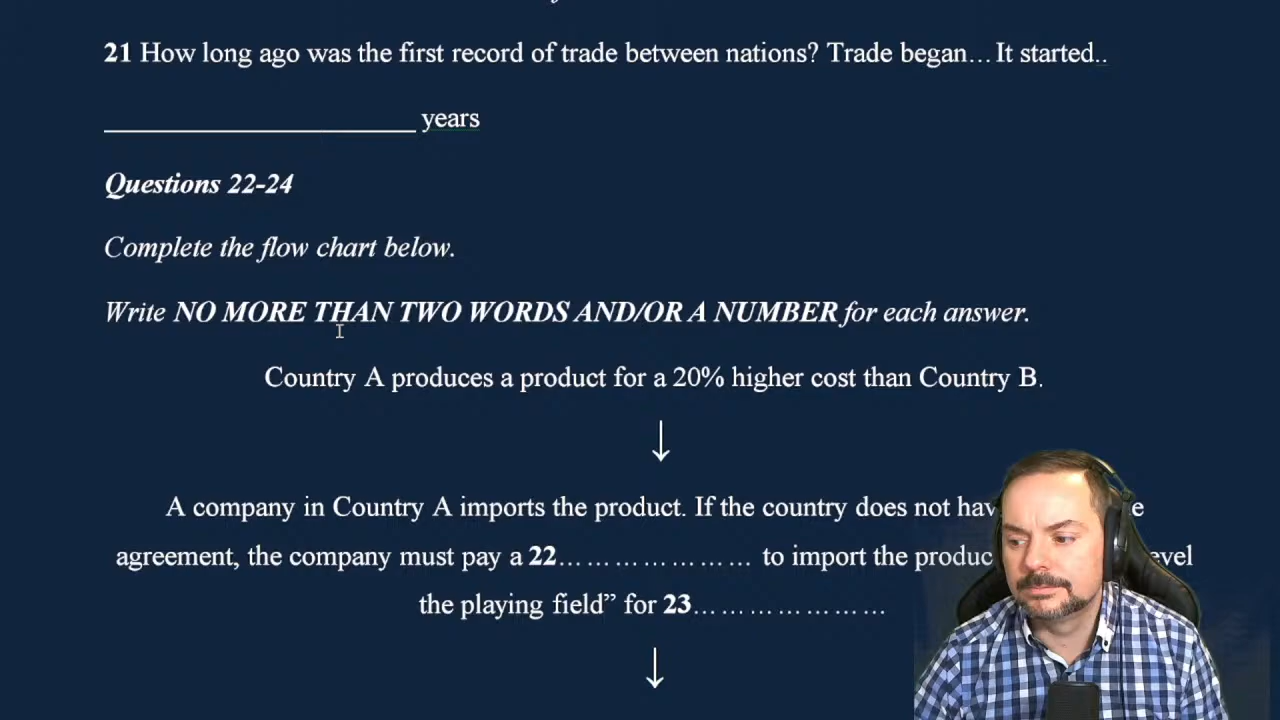 21 How long ago was the first record of trade between nations? Trade began… It started..
______________________ years
Questions 22-24
Complete the flow chart below.
Write NO MORE THAN TWO WORDS AND/OR A NUMBER for each answer.
Country A produces a product for a 20% higher cost than Country B.
↓
A company in Country A imports the product. If the country does not
agreement, the company must pay a 22………………… to import the
the playing field” for 23…………………
↓